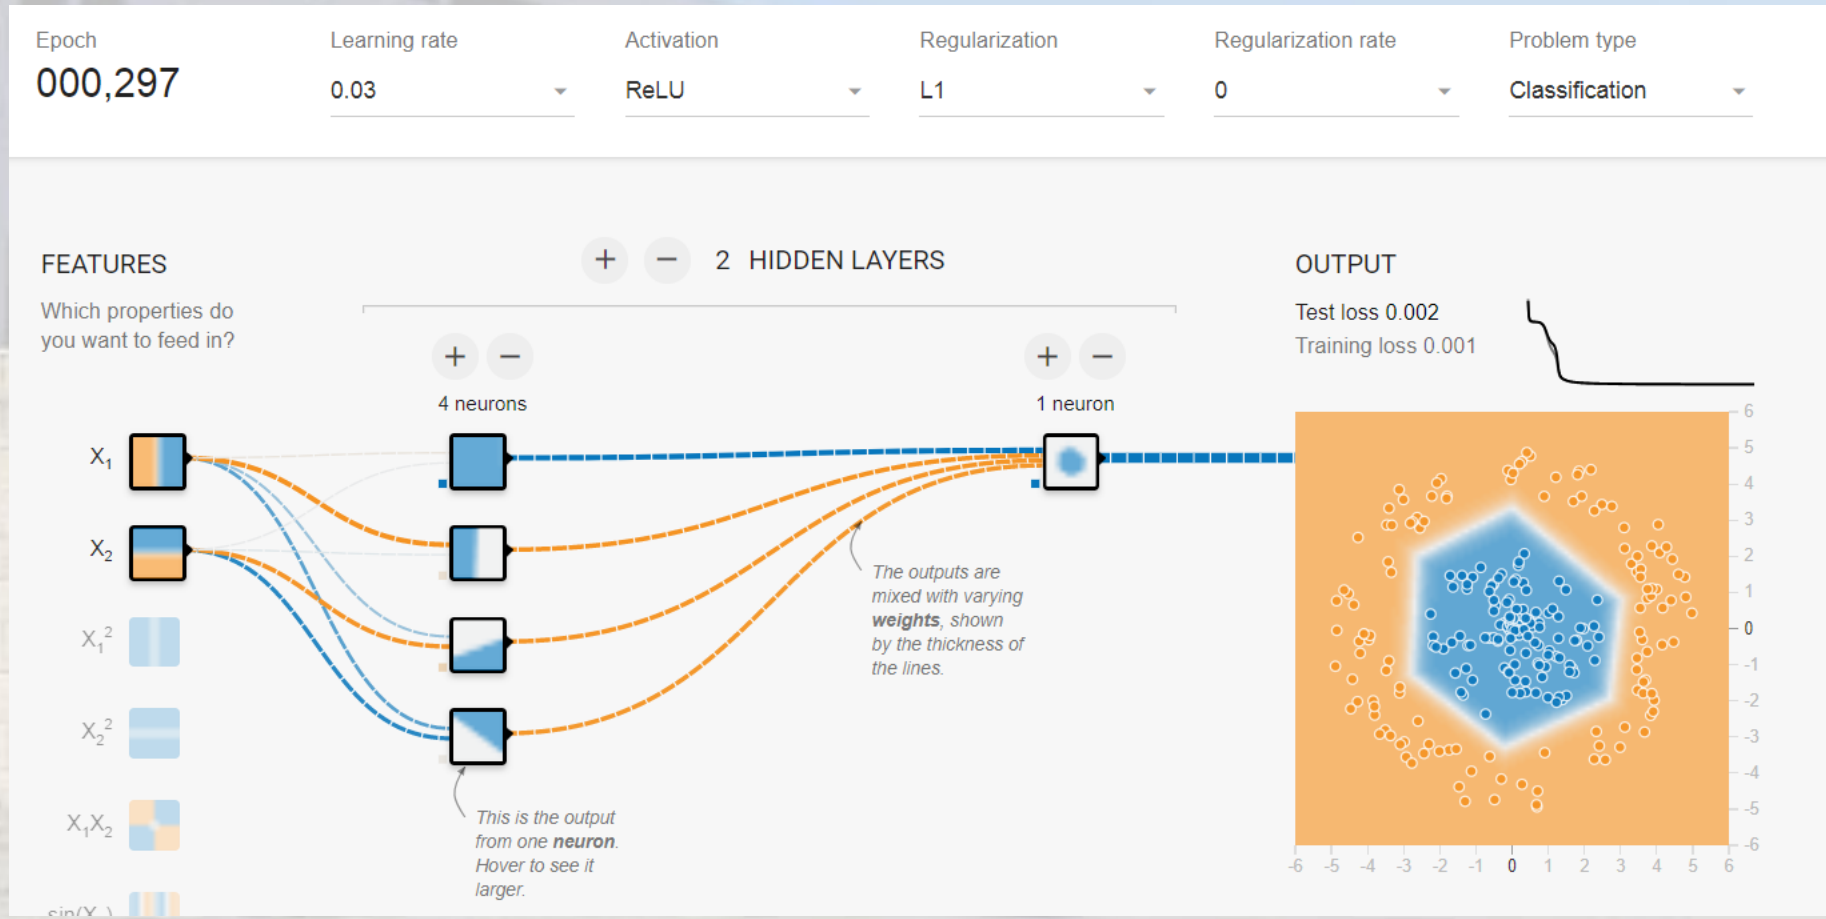 Epoch
000,297
Learning rate
0.03
Activation
ReLU
Regularization
L1
Regularization rate
0
Problem type
Classification
FEATURES
Which properties do
you want to feed in?
+ − 2 HIDDEN LAYERS
+ −
4 neurons
+ −
1 neuron
X1
X2
X1²
X2²
X1X2
The outputs are
mixed with varying
weights, shown
by the thickness of
the lines.
This is the output
from one neuron.
Hover to see it
larger.
OUTPUT
Test loss 0.002
Training loss 0.001
6
5
4
3
2
1
0
-1
-2
-3
-4
-5
-6
-6 -5 -4 -3 -2 -1 0 1 2 3 4 5 6